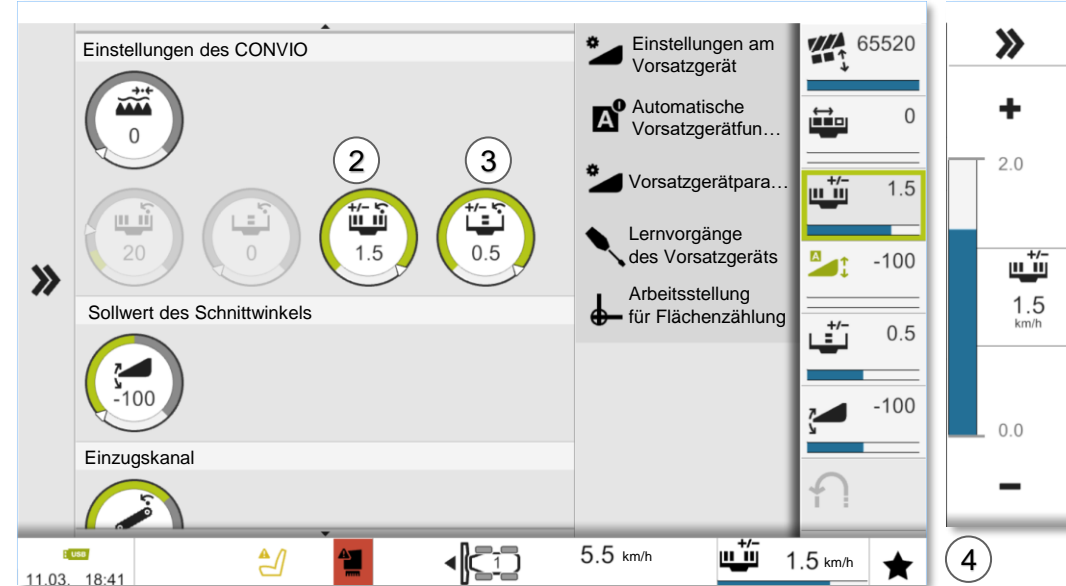 Einstellungen des CONVIO
0
2
3
20
0
1.5
0.5
Sollwert des Schnittwinkels
-100
Einzugskanal
Einstellungen am
Vorsatzgerät
A
Automatische
Vorsatzgerätfun…
Vorsatzgerätpara…
Lernvorgänge
des Vorsatzgeräts
Arbeitsstellung
für Flächenzählung
65520
0
+/-
1.5
A
-100
+/-
0.5
-100
2.0
+/-
1.5
km/h
0.0
4
USB
11.03. 18:41
1
5.5 km/h
+/-
1.5 km/h